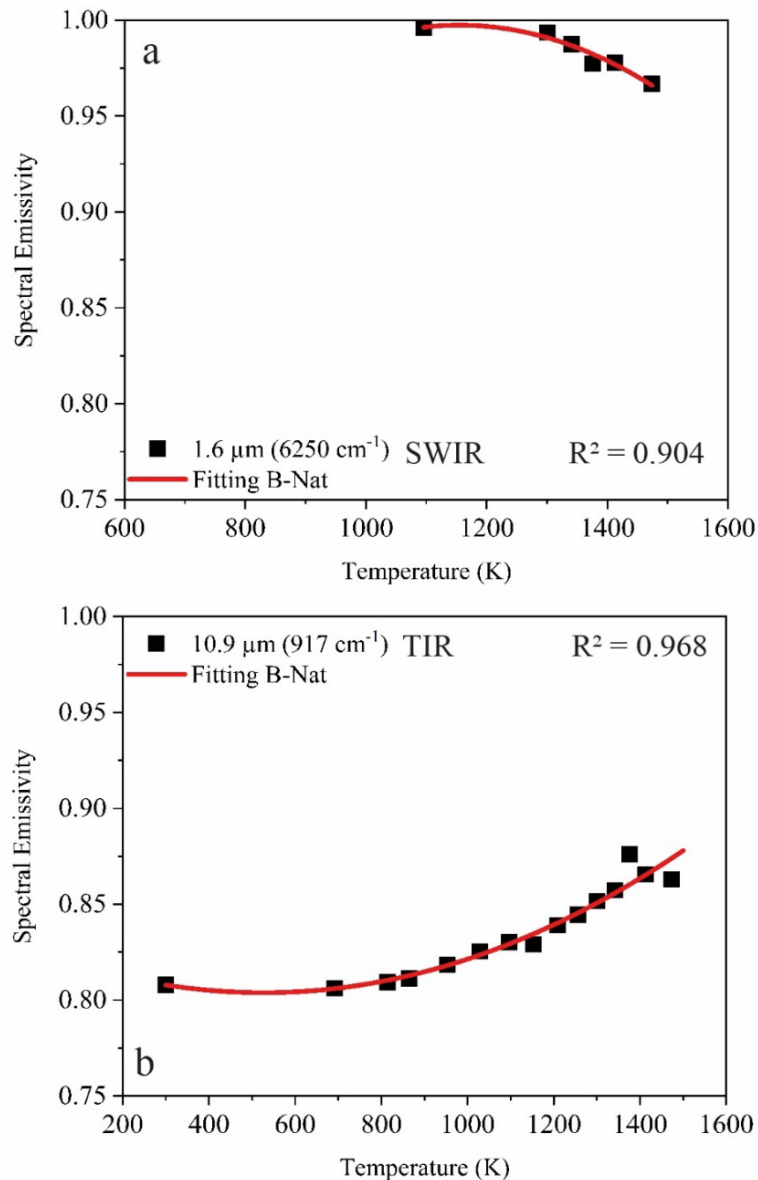 1.00
a
0.95
0.90
Spectral Emissivity
0.85
0.80
1.6 µm (6250 cm⁻¹) SWIR R² = 0.904
Fitting B-Nat
0.75
600 800 1000 1200 1400 1600
Temperature (K)
1.00
10.9 µm (917 cm⁻¹) TIR R² = 0.968
Fitting B-Nat
0.95
0.90
Spectral Emissivity
0.85
0.80
b
0.75
200 400 600 800 1000 1200 1400 1600
Temperature (K)